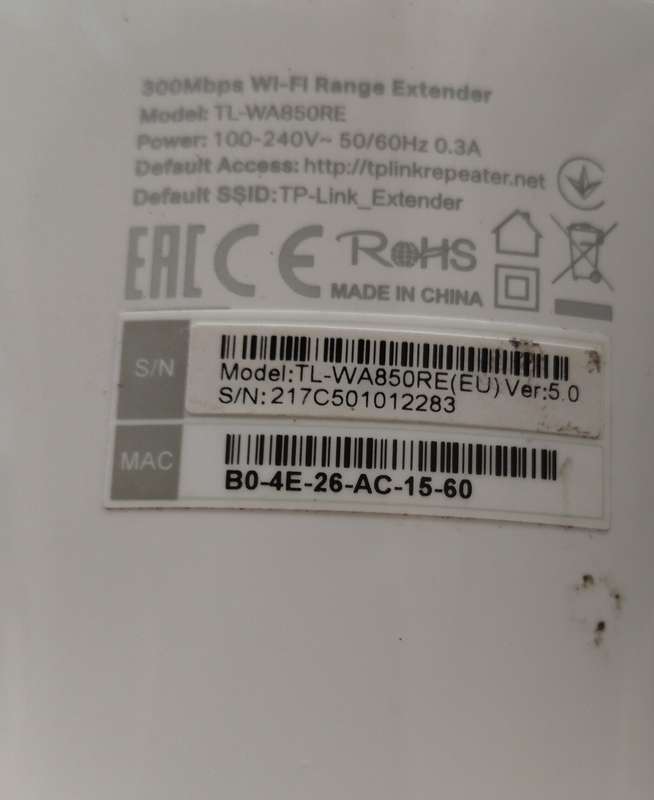 300Mbps Wi-Fi Range Extender
Model: TL-WA850RE
Power: 100-240V~ 50/60Hz 0.3A
Default Access: http://tplinkrepeater.net
Default SSID:TP-Link_Extender
EAC CE RoHS
MADE IN CHINA
S/N
Model:TL-WA850RE(EU) Ver:5.0
S/N:217C501012283
MAC
B0-4E-26-AC-15-60